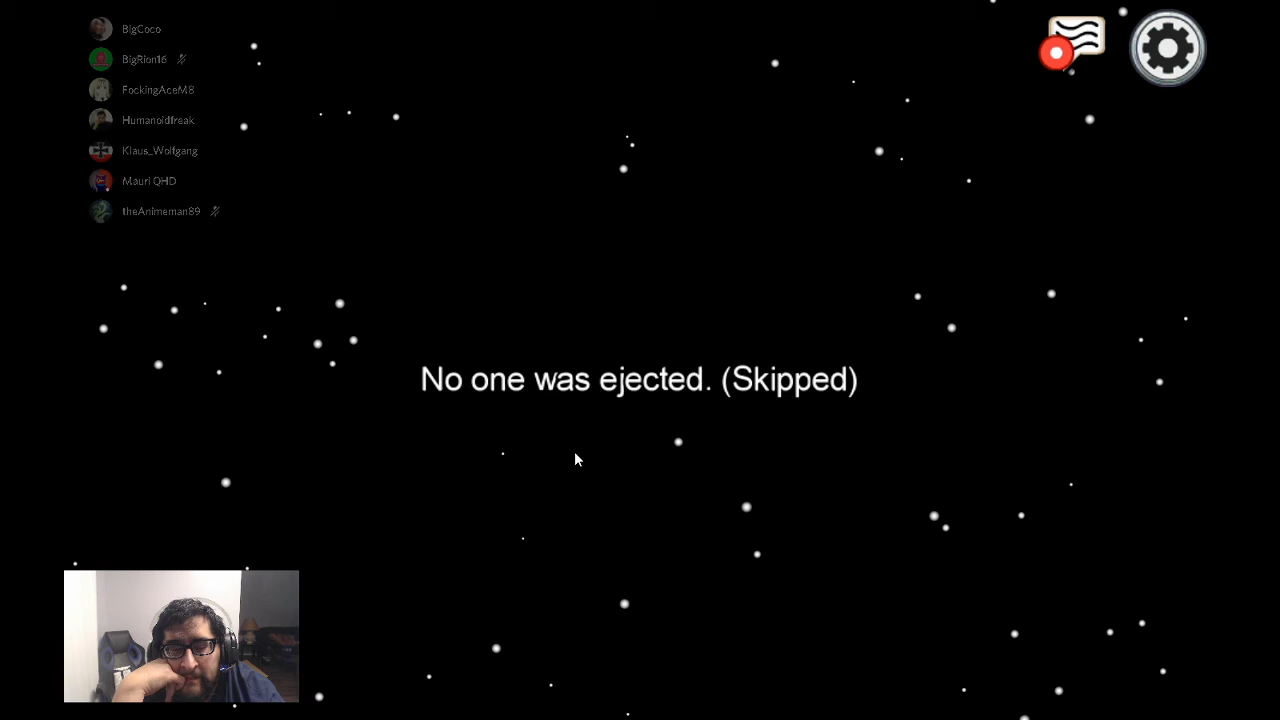 BigCoco
BigRion16
FockingAceM8
Humanoidfreak
Klaus_Wolfgang
Mauri QHD
theAnimeman89
No one was ejected. (Skipped)